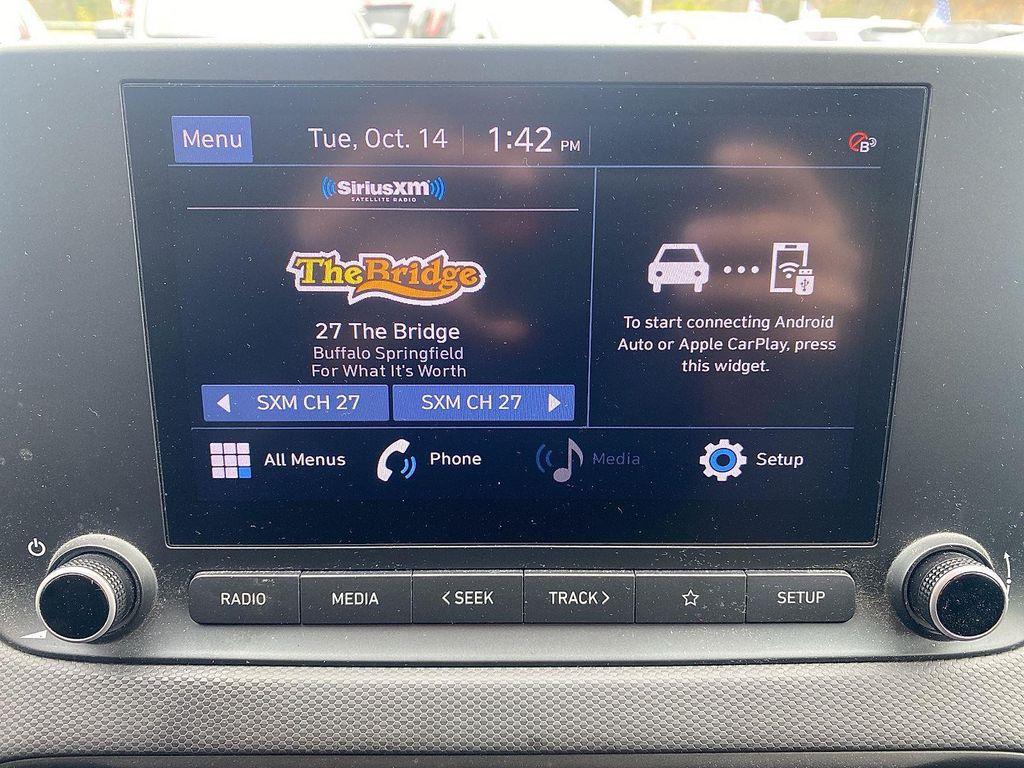 Menu
Tue, Oct. 14
1:42 PM
B
SiriusXM
SATELLITE RADIO
The Bridge
27 The Bridge
Buffalo Springfield
For What It's Worth
SXM CH 27
SXM CH 27
To start connecting Android
Auto or Apple CarPlay, press
this widget.
All Menus
Phone
Media
Setup
RADIO
MEDIA
< SEEK
TRACK >
SETUP